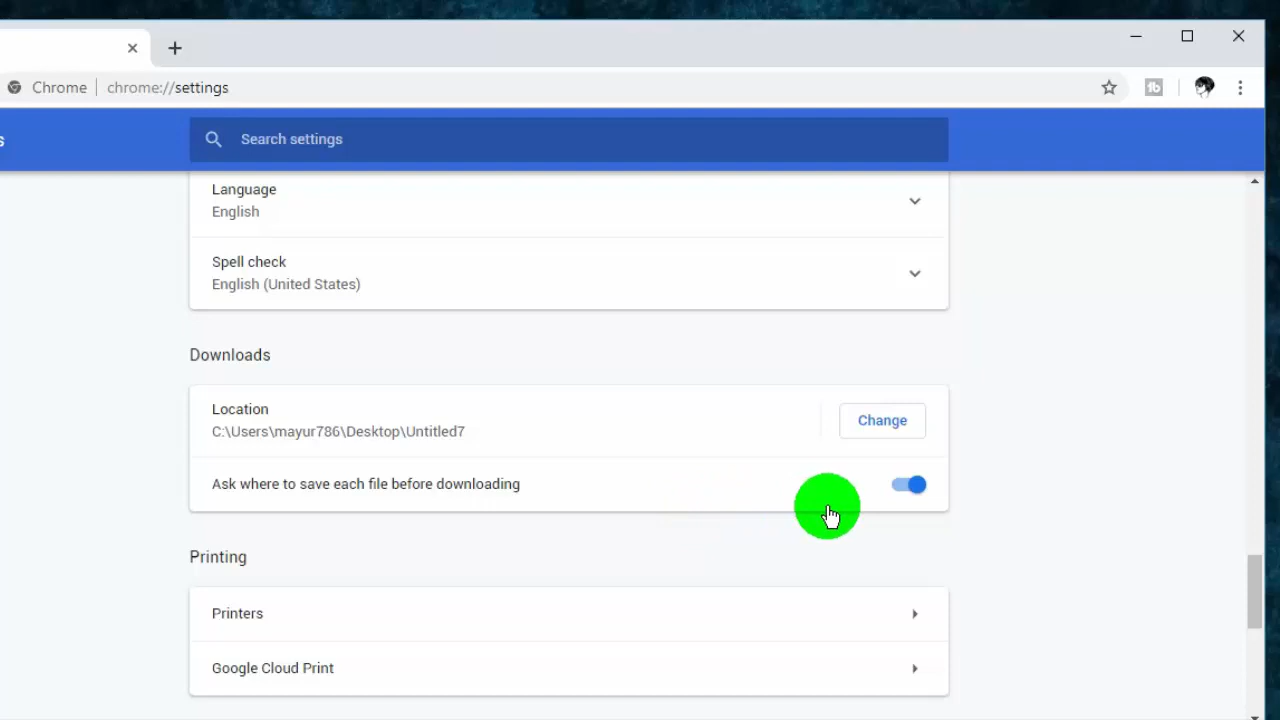 Chrome
chrome://settings
s
Search settings
Language
English
Spell check
English (United States)
Downloads
Location
C:\Users\mayur786\Desktop\Untitled7
Change
Ask where to save each file before downloading
Printing
Printers
Google Cloud Print